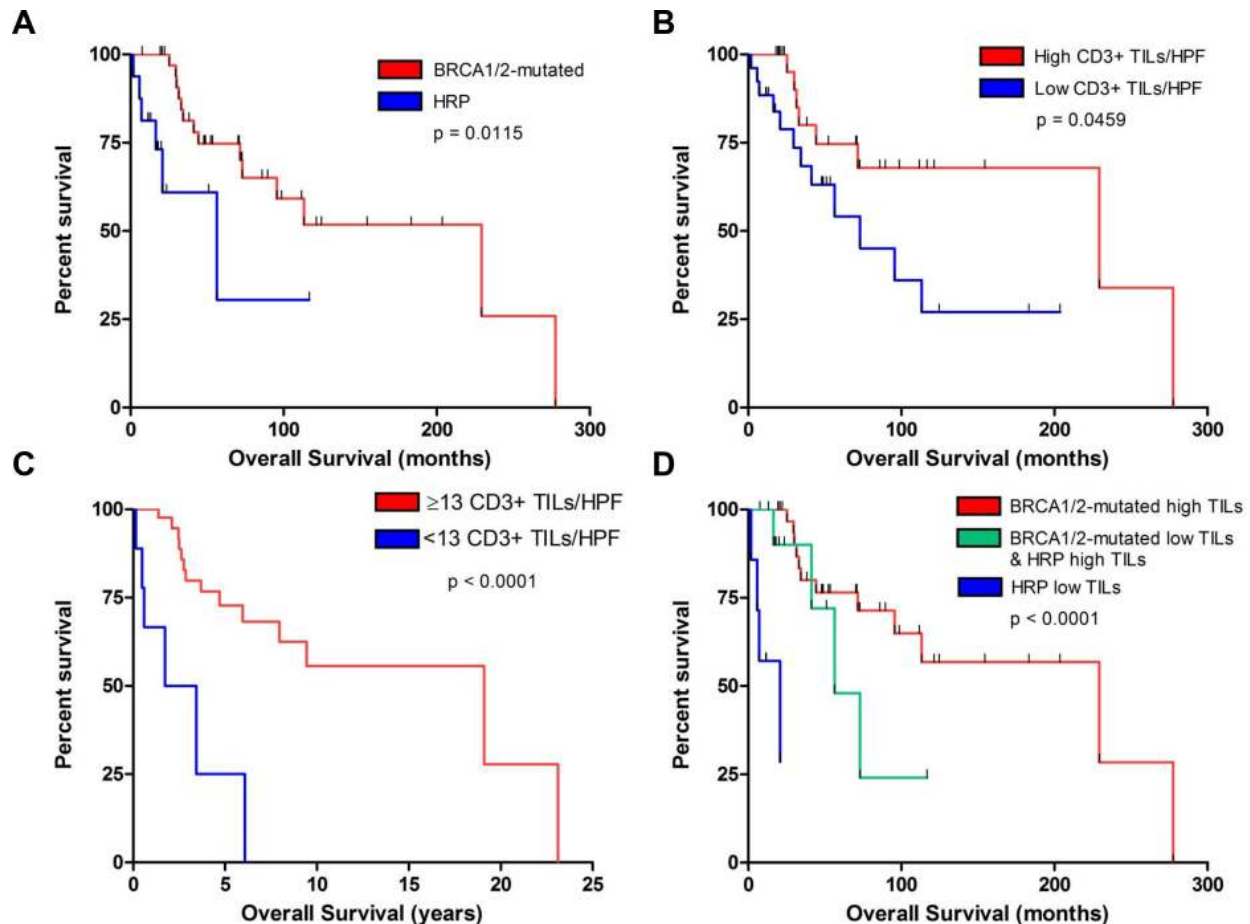 A
100
75
50
25
0
Percent survival
BRCA1/2-mutated
HRP
p = 0.0115
0
100
200
300
Overall Survival (months)
B
100
75
50
25
0
Percent survival
High CD3+ TILs/HPF
Low CD3+ TILs/HPF
p = 0.0459
0
100
200
300
Overall Survival (months)
C
100
75
50
25
0
Percent survival
≥13 CD3+ TILs/HPF
<13 CD3+ TILs/HPF
p < 0.0001
0
5
10
15
20
25
Overall Survival (years)
D
100
75
50
25
0
Percent survival
BRCA1/2-mutated high TILs
BRCA1/2-mutated low TILs
& HRP high TILs
HRP low TILs
p < 0.0001
0
100
200
300
Overall Survival (months)